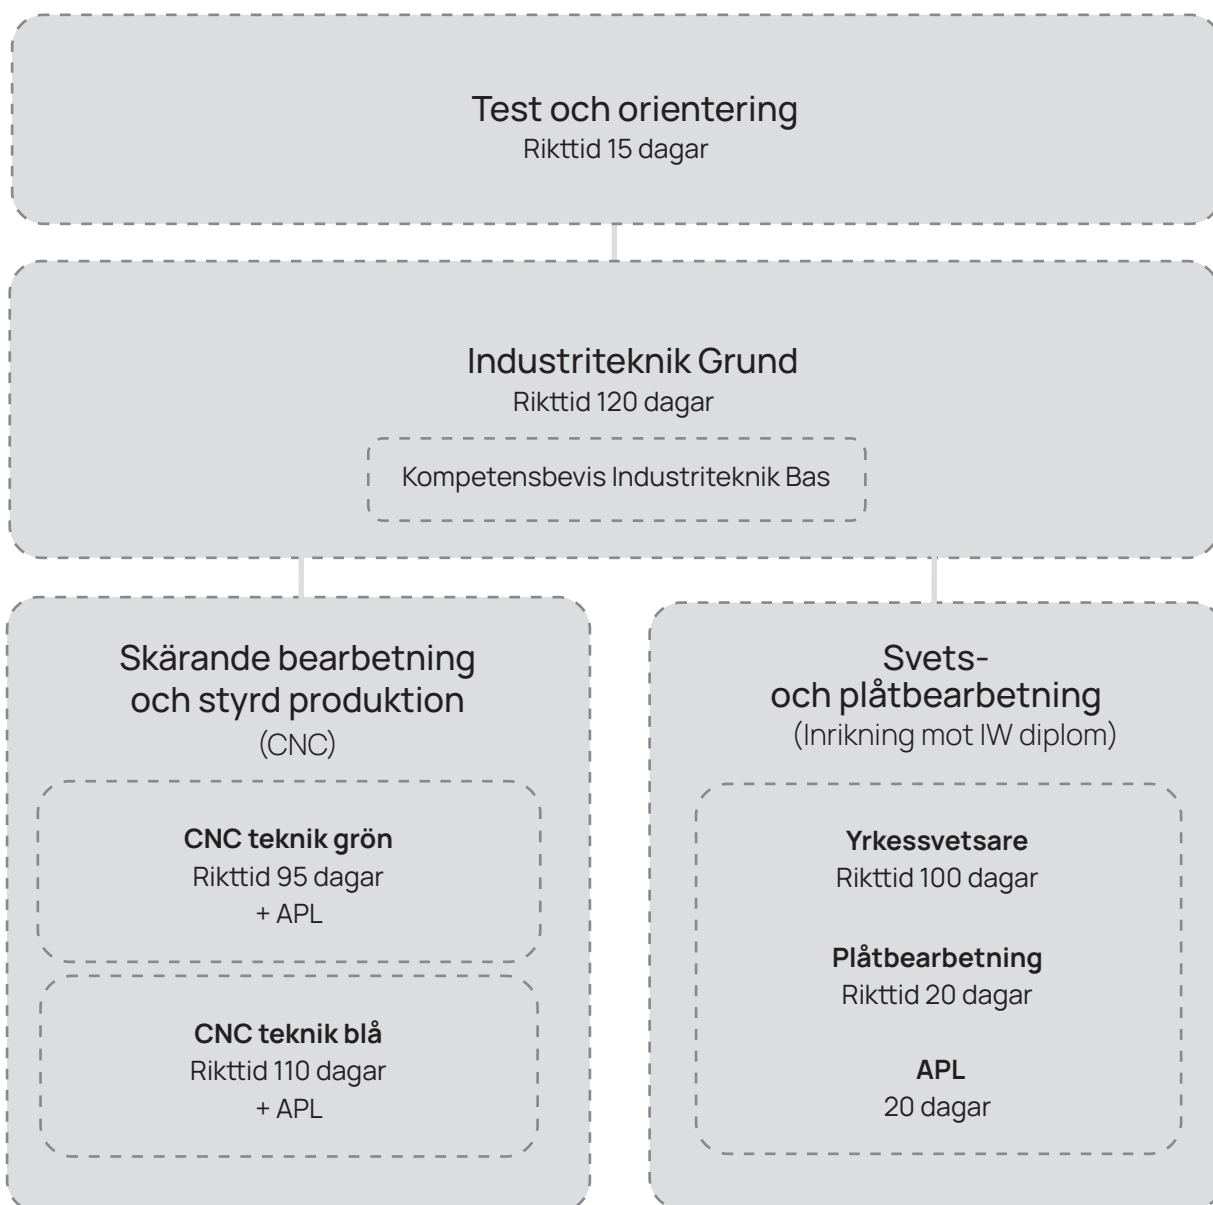 Test och orientering
Rikttid 15 dagar
Industriteknik Grund
Rikttid 120 dagar
Kompetensbevis Industriteknik Bas
Skärande bearbetning
och styrd produktion
(CNC)
CNC teknik grön
Rikttid 95 dagar
+ APL
CNC teknik blå
Rikttid 110 dagar
+ APL
Svets-
och plåtbearbetning
(Inrikning mot IW diplom)
Yrkessvetsare
Rikttid 100 dagar
Plåtbearbetning
Rikttid 20 dagar
APL
20 dagar